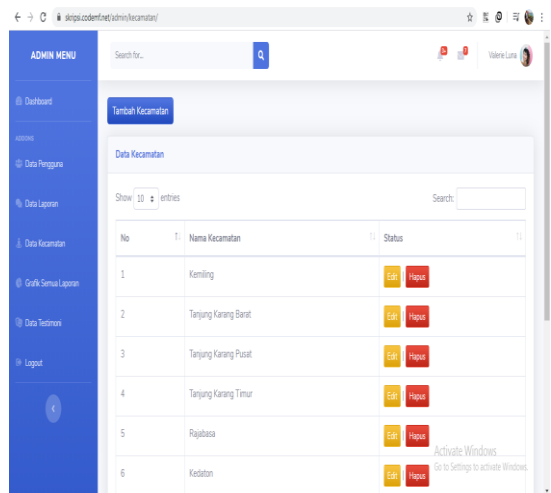 skripsi.codemf.net/admin/kecamatan/
ADMIN MENU
Search for...
Valerie Luna
Dashboard
Tambah Kecamatan
ADDONS
Data Pengguna
Data Kecamatan
Data Laporan
Show 10 entries
Search:
Data Kecamatan
No
Nama Kecamatan
Status
1
Kemiling
Edit | Hapus
Grafik Semua Laporan
2
Tanjung Karang Barat
Edit | Hapus
Data Testimoni
3
Tanjung Karang Pusat
Edit | Hapus
Logout
4
Tanjung Karang Timur
Edit | Hapus
5
Rajabasa
Edit | Hapus
6
Kedaton
Edit | Hapus
Activate Windows
Go to Settings to activate Windows.